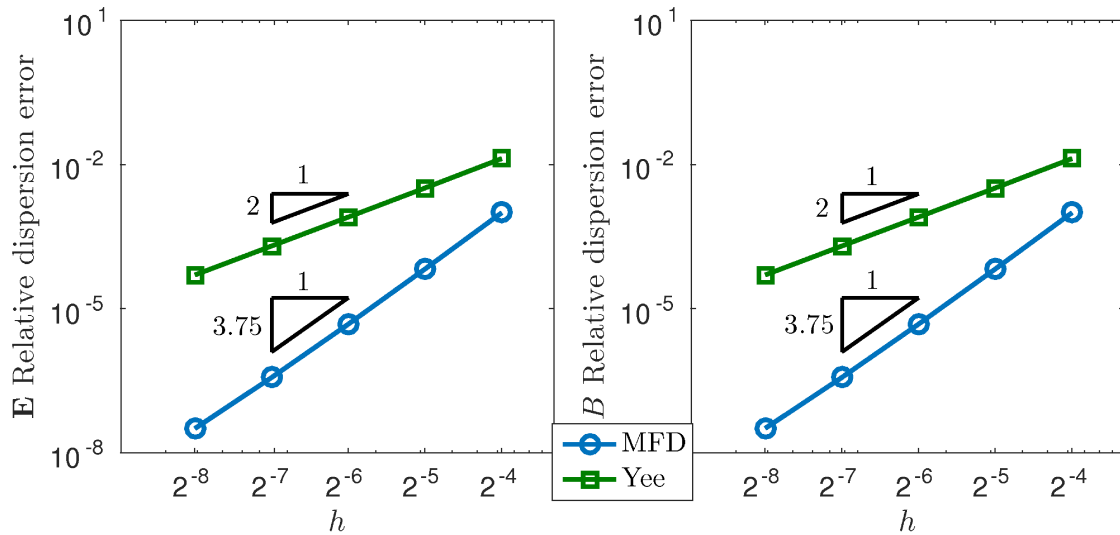 E Relative dispersion error
10^1
10^-2
10^-5
10^-8
1
2
1
3.75
2^-8 2^-7 2^-6 2^-5 2^-4
h
B Relative dispersion error
10^1
10^-2
10^-5
10^-8
1
2
1
3.75
2^-8 2^-7 2^-6 2^-5 2^-4
h
MFD
Yee